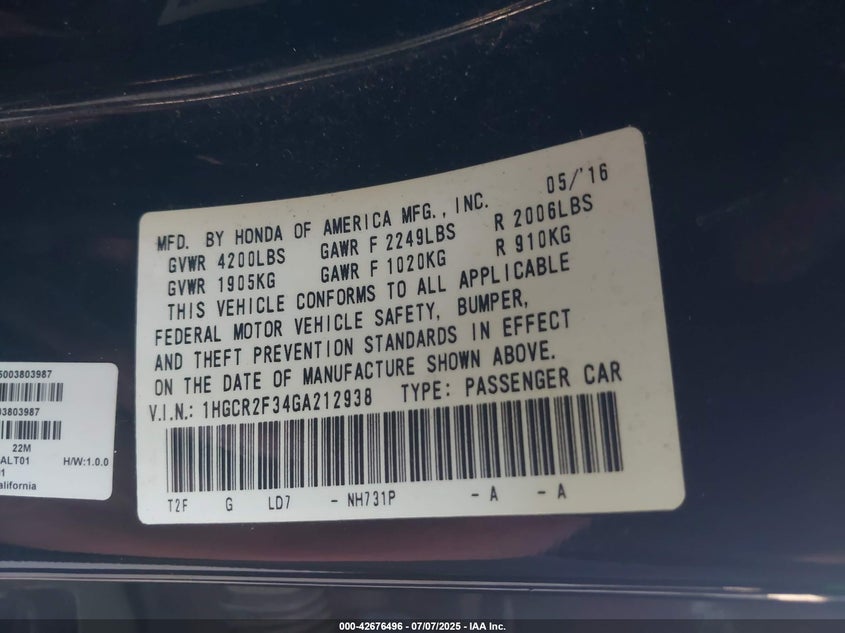 05/'16
MFD. BY HONDA OF AMERICA MFG., INC.
GVWR 4200LBS GAWR F 2249LBS R 2006LBS
GVWR 1905KG GAWR F 1020KG R 910KG
THIS VEHICLE CONFORMS TO ALL APPLICABLE
FEDERAL MOTOR VEHICLE SAFETY, BUMPER,
AND THEFT PREVENTION STANDARDS IN EFFECT
ON THE DATE OF MANUFACTURE SHOWN ABOVE.
V.I.N.: 1HGCR2F34GA212938 TYPE: PASSENGER CAR
T2F G LD7 - NH731P - A - A
5003803987
03803987
22M
ALT01 H/W:1.0.0
1
alifornia
000-42676496 - 07/07/2025 - IAA Inc.